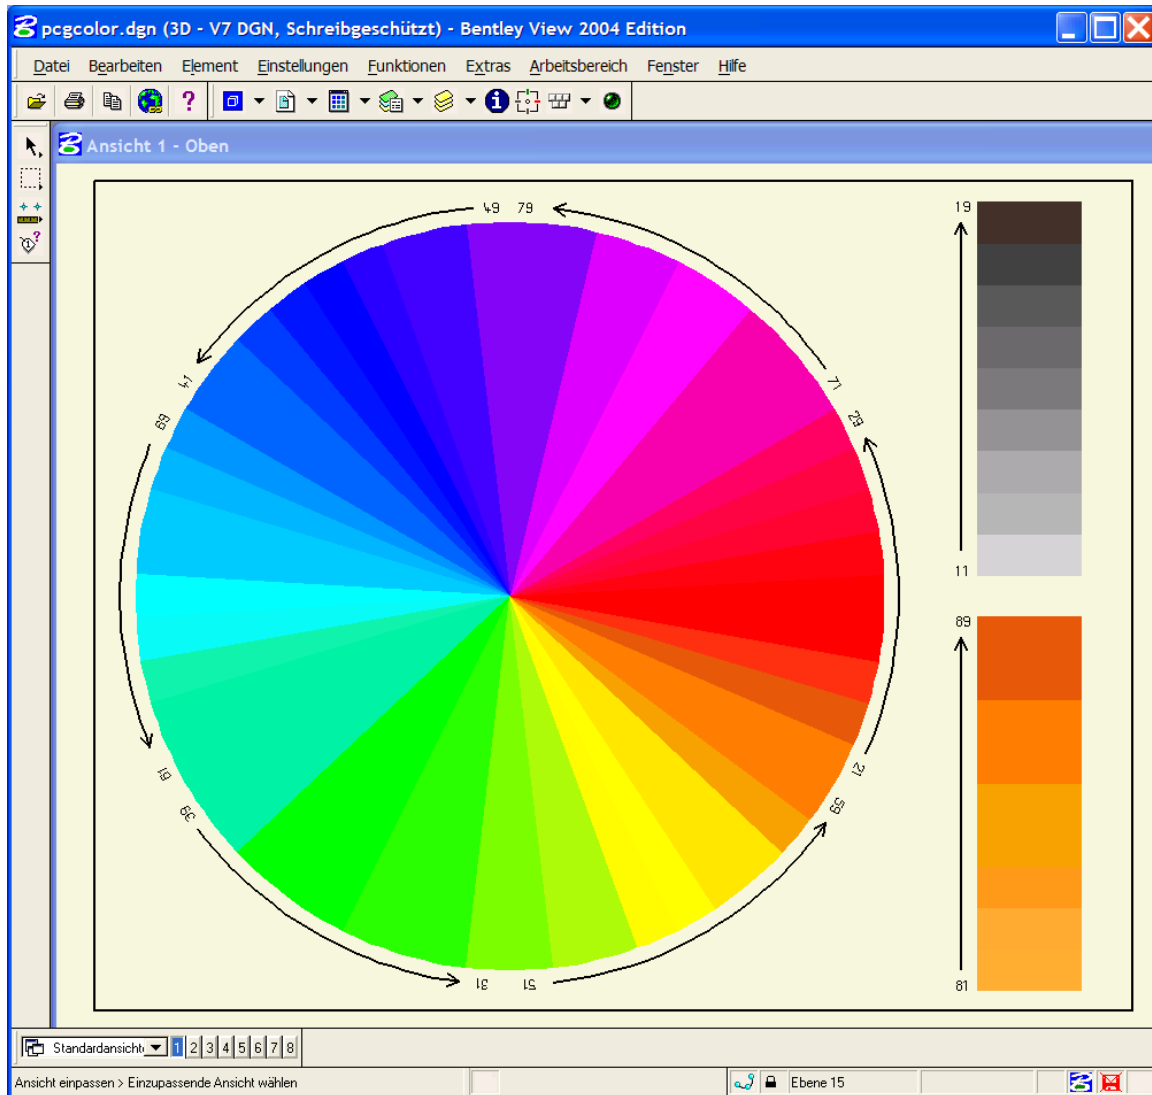 pcgcolor.dgn (3D - V7 DGN, Schreibgeschützt) - Bentley View 2004 Edition
Datei Bearbeiten Element Einstellungen Funktionen Extras Arbeitsbereich Fenster Hilfe
Ansicht 1 - Oben
49 79
19
41
71
69
29
11
89
61
21
39
59
31
51
81
Standardansicht 1 2 3 4 5 6 7 8
Ansicht einpassen > Einzupassende Ansicht wählen
Ebene 15